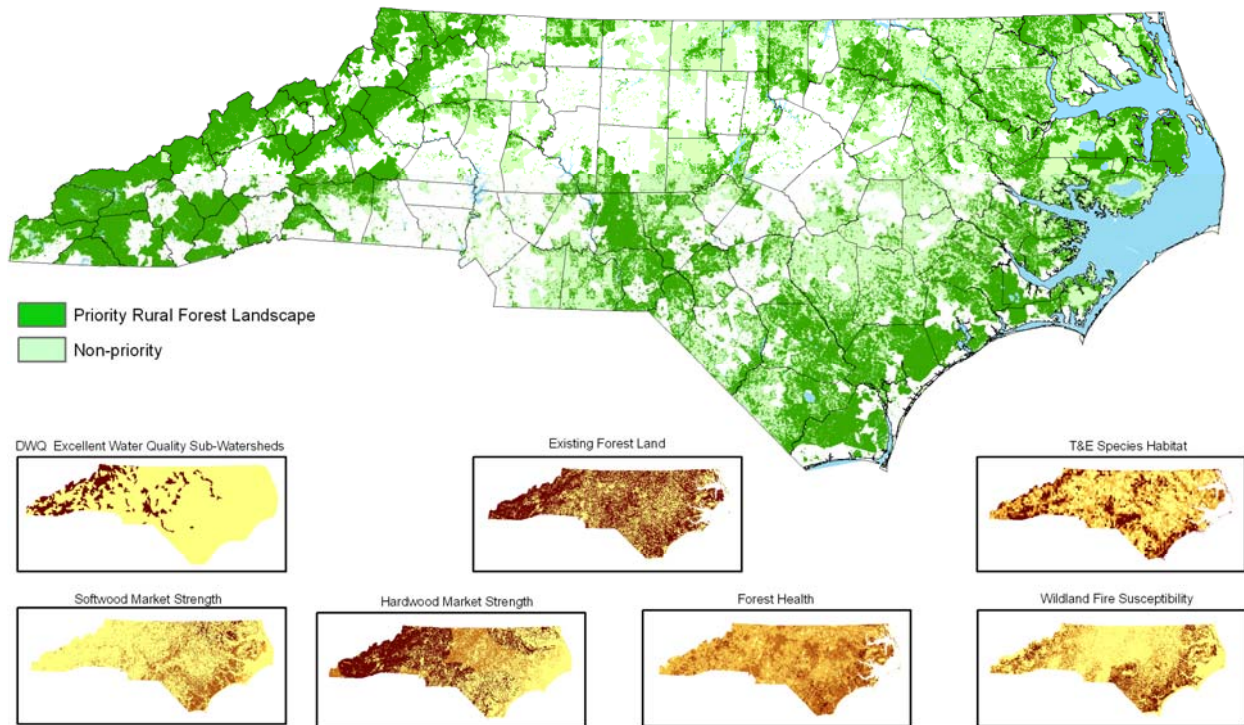 Priority Rural Forest Landscape
Non-priority
DWQ Excellent Water Quality Sub-Watersheds
Existing Forest Land
T&E Species Habitat
Softwood Market Strength
Hardwood Market Strength
Forest Health
Wildland Fire Susceptibility